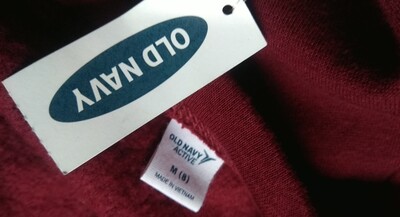 OLD NAVY
OLD NAVY
ACTIVE
M (8)
MADE IN VIETNAM